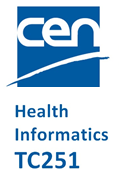 cen
Health
Informatics
TC251